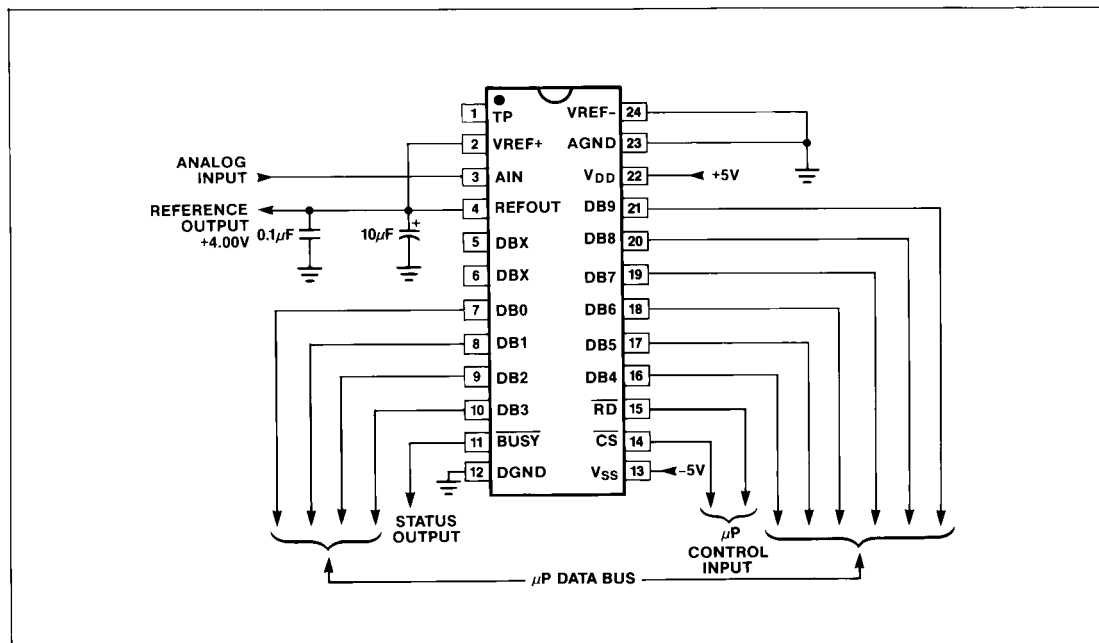 1 TP
2 VREF+
ANALOG
INPUT
3 AIN
REFERENCE
OUTPUT
+4.00V
0.1μF
10μF
+
4 REFOUT
5 DBX
6 DBX
7 DB0
8 DB1
9 DB2
10 DB3
11 BUSY
12 DGND
STATUS
OUTPUT
VREF- 24
AGND 23
VDD 22
+5V
DB9 21
DB8 20
DB7 19
DB6 18
DB5 17
DB4 16
RD 15
CS 14
VSS 13
-5V
μP
CONTROL
INPUT
μP DATA BUS